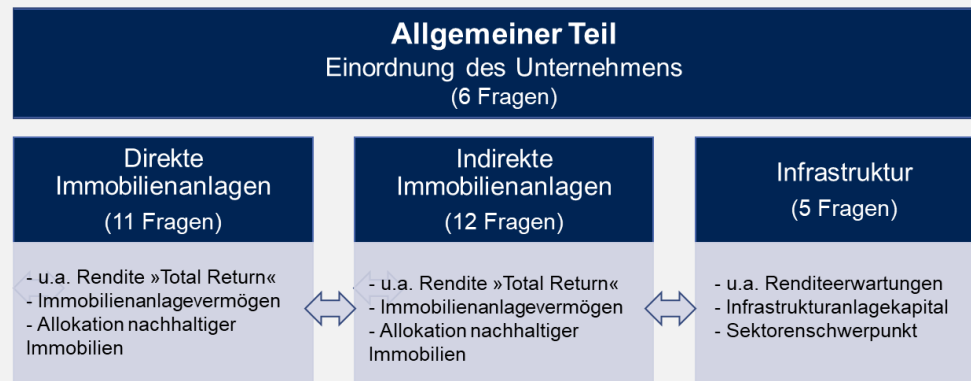 Allgemeiner Teil
Einordnung des Unternehmens
(6 Fragen)
Direkte
Immobilienanlagen
(11 Fragen)
- u.a. Rendite »Total Return«
- Immobilienanlagevermögen
- Allokation nachhaltiger
Immobilien
Indirekte
Immobilienanlagen
(12 Fragen)
- u.a. Rendite »Total Return«
- Immobilienanlagevermögen
- Allokation nachhaltiger
Immobilien
Infrastruktur
(5 Fragen)
- u.a. Renditeerwartungen
- Infrastrukturanlagekapital
- Sektorenschwerpunkt